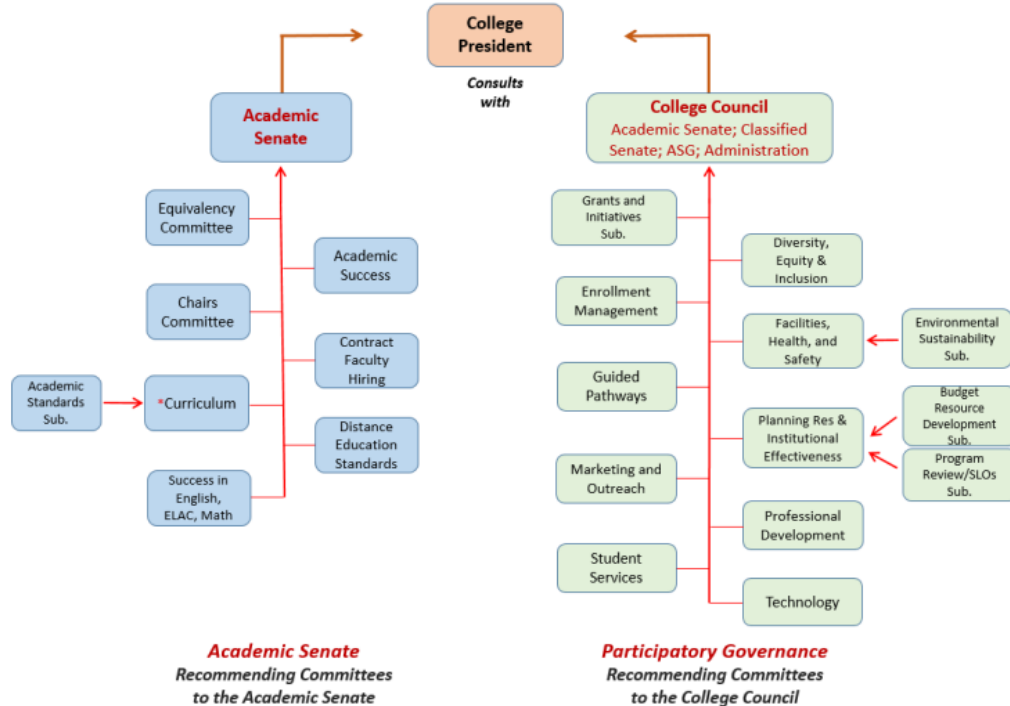 College
President
Consults
with
Academic
Senate
College Council
Academic Senate; Classified
Senate; ASG; Administration
Equivalency
Committee
Academic
Success
Chairs
Committee
Contract
Faculty
Hiring
Academic
Standards
Sub.
*Curriculum
Distance
Education
Standards
Success in
English,
ELAC, Math
Grants and
Initiatives
Sub.
Diversity,
Equity &
Inclusion
Enrollment
Management
Facilities,
Health, and
Safety
Environmental
Sustainability
Sub.
Guided
Pathways
Planning Res &
Institutional
Effectiveness
Budget
Resource
Development
Sub.
Program
Review/SLOs
Sub.
Marketing and
Outreach
Professional
Development
Student
Services
Technology
Academic Senate
Recommending Committees
to the Academic Senate
Participatory Governance
Recommending Committees
to the College Council